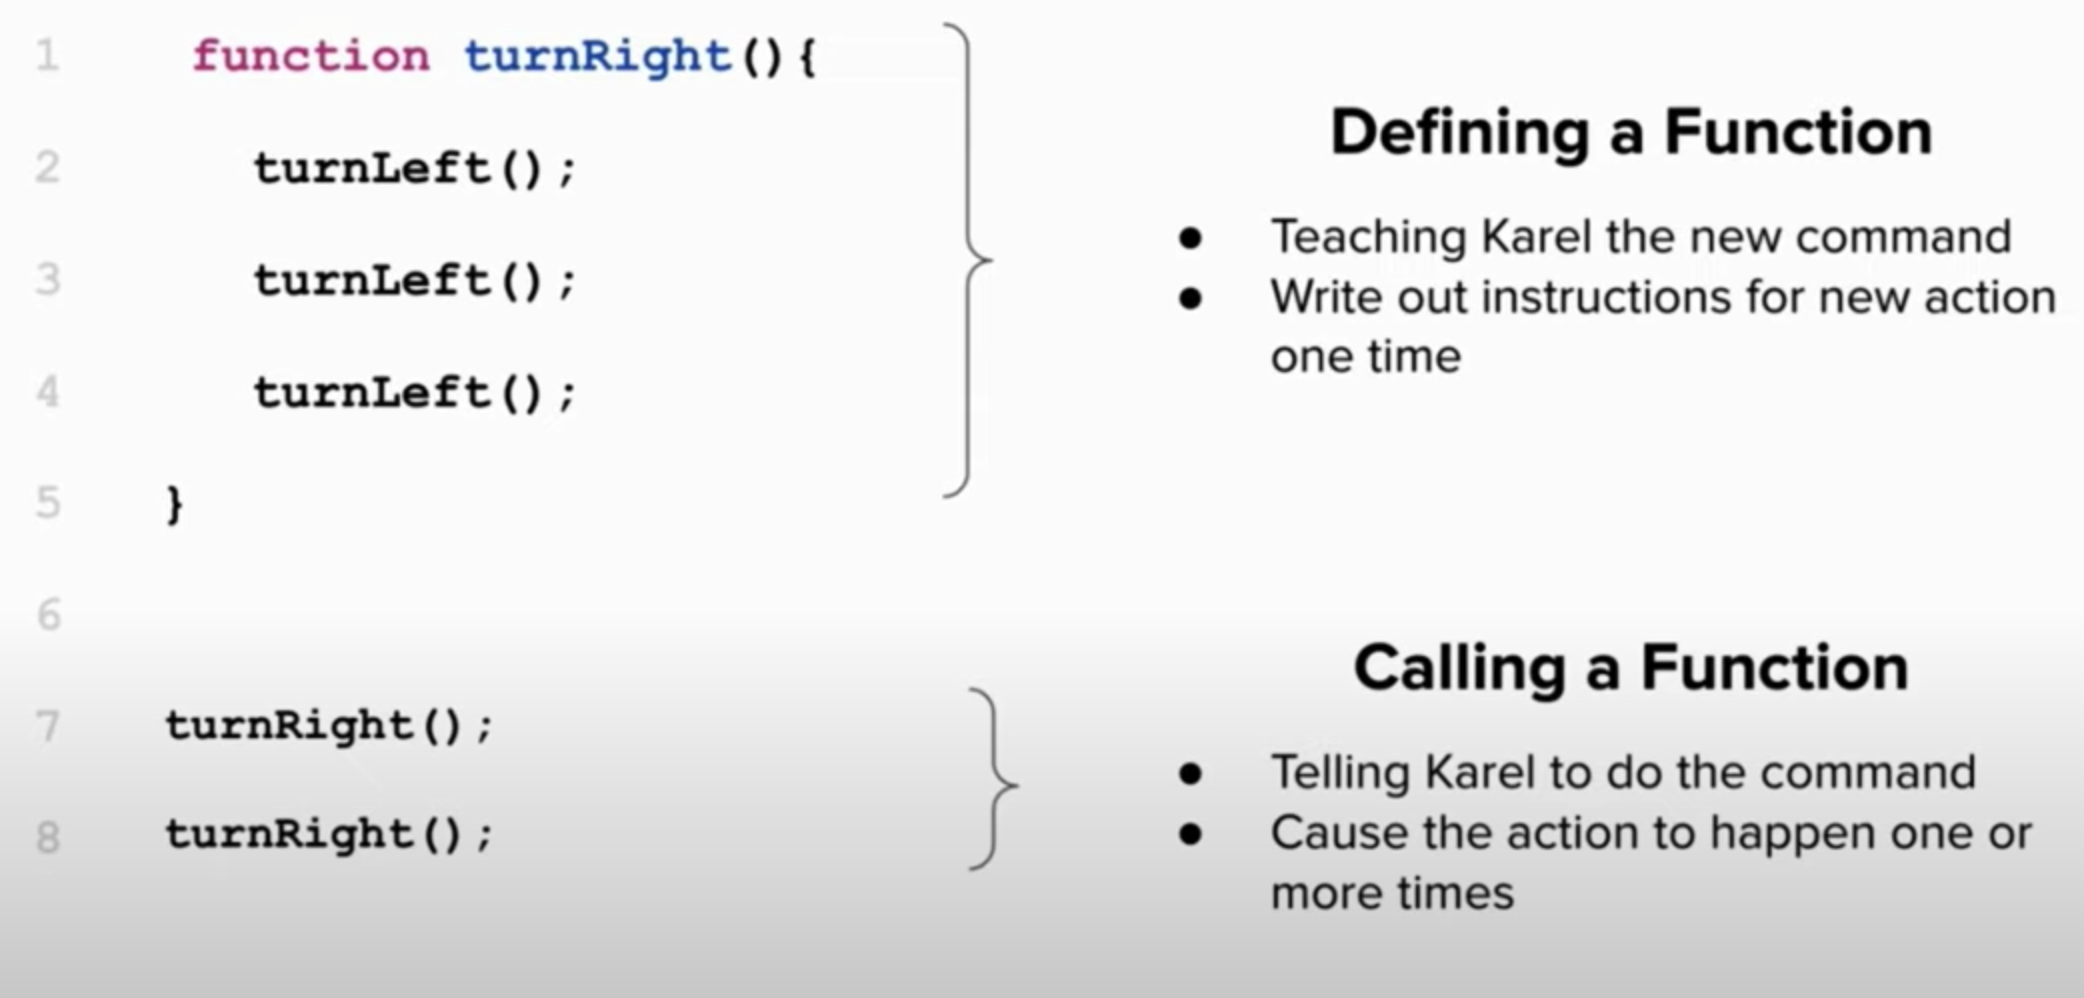 1 function turnRight(){
2 turnLeft();
3 turnLeft();
4 turnLeft();
5 }
6
7 turnRight();
8 turnRight();
Defining a Function
● Teaching Karel the new command
● Write out instructions for new action
one time
Calling a Function
● Telling Karel to do the command
● Cause the action to happen one or
more times